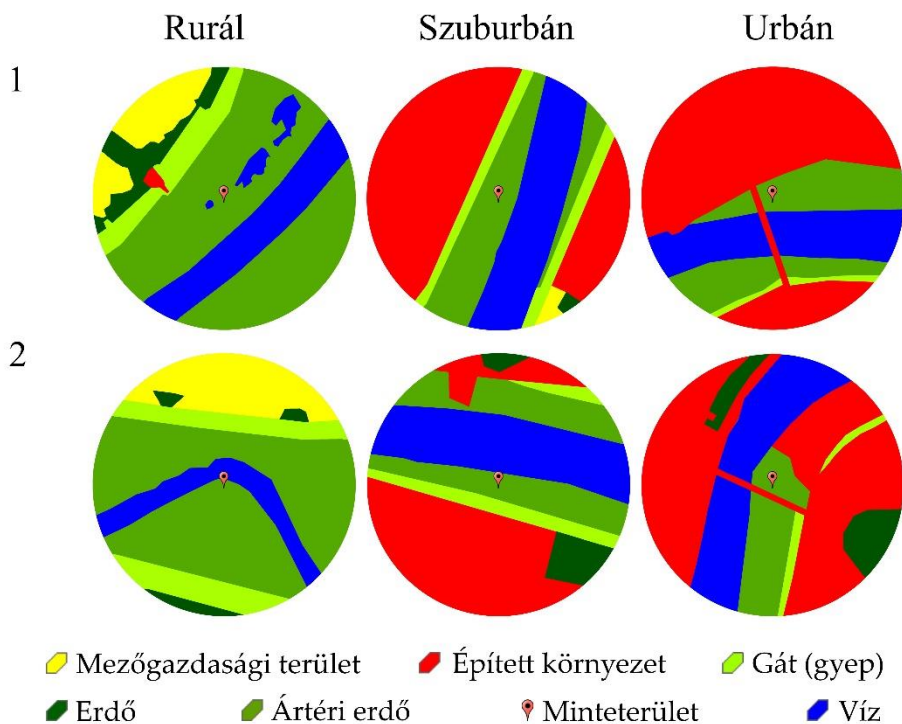 Rurál Szuburbán Urbán
1
2
Mezőgazdasági terület Épített környezet Gát (gyep)
Erdő Ártéri erdő Minteterület Víz